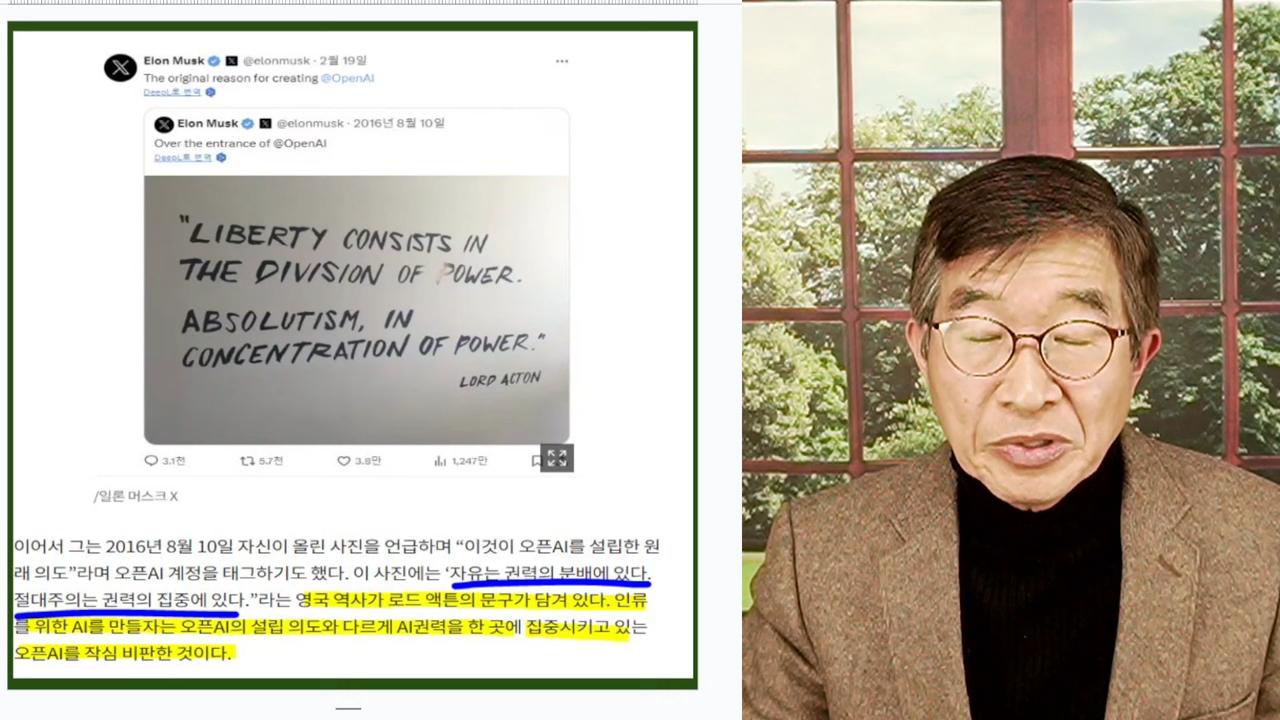 Elon Musk @elonmusk · 2월 19일
The original reason for creating @OpenAI
DeepL로 번역
Elon Musk @elonmusk · 2016년 8월 10일
Over the entrance of @OpenAI
DeepL로 번역
"LIBERTY CONSISTS IN
THE DIVISION OF POWER.
ABSOLUTISM, IN
CONCENTRATION OF POWER."
LORD ACTON
3.1천 5.7천 3.8만 1,247만
/일론 머스크 X
이어서 그는 2016년 8월 10일 자신이 올린 사진을 언급하며 “이것이 오픈AI를 설립한 원
래 의도”라며 오픈AI 계정을 태그하기도 했다. 이 사진에는 ‘자유는 권력의 분배에 있다.
절대주의는 권력의 집중에 있다.”라는 영국 역사가 로드 액튼의 문구가 담겨 있다. 인류
를 위한 AI를 만들자는 오픈AI의 설립 의도와 다르게 AI권력을 한 곳에 집중시키고 있는
오픈AI를 작심 비판한 것이다.